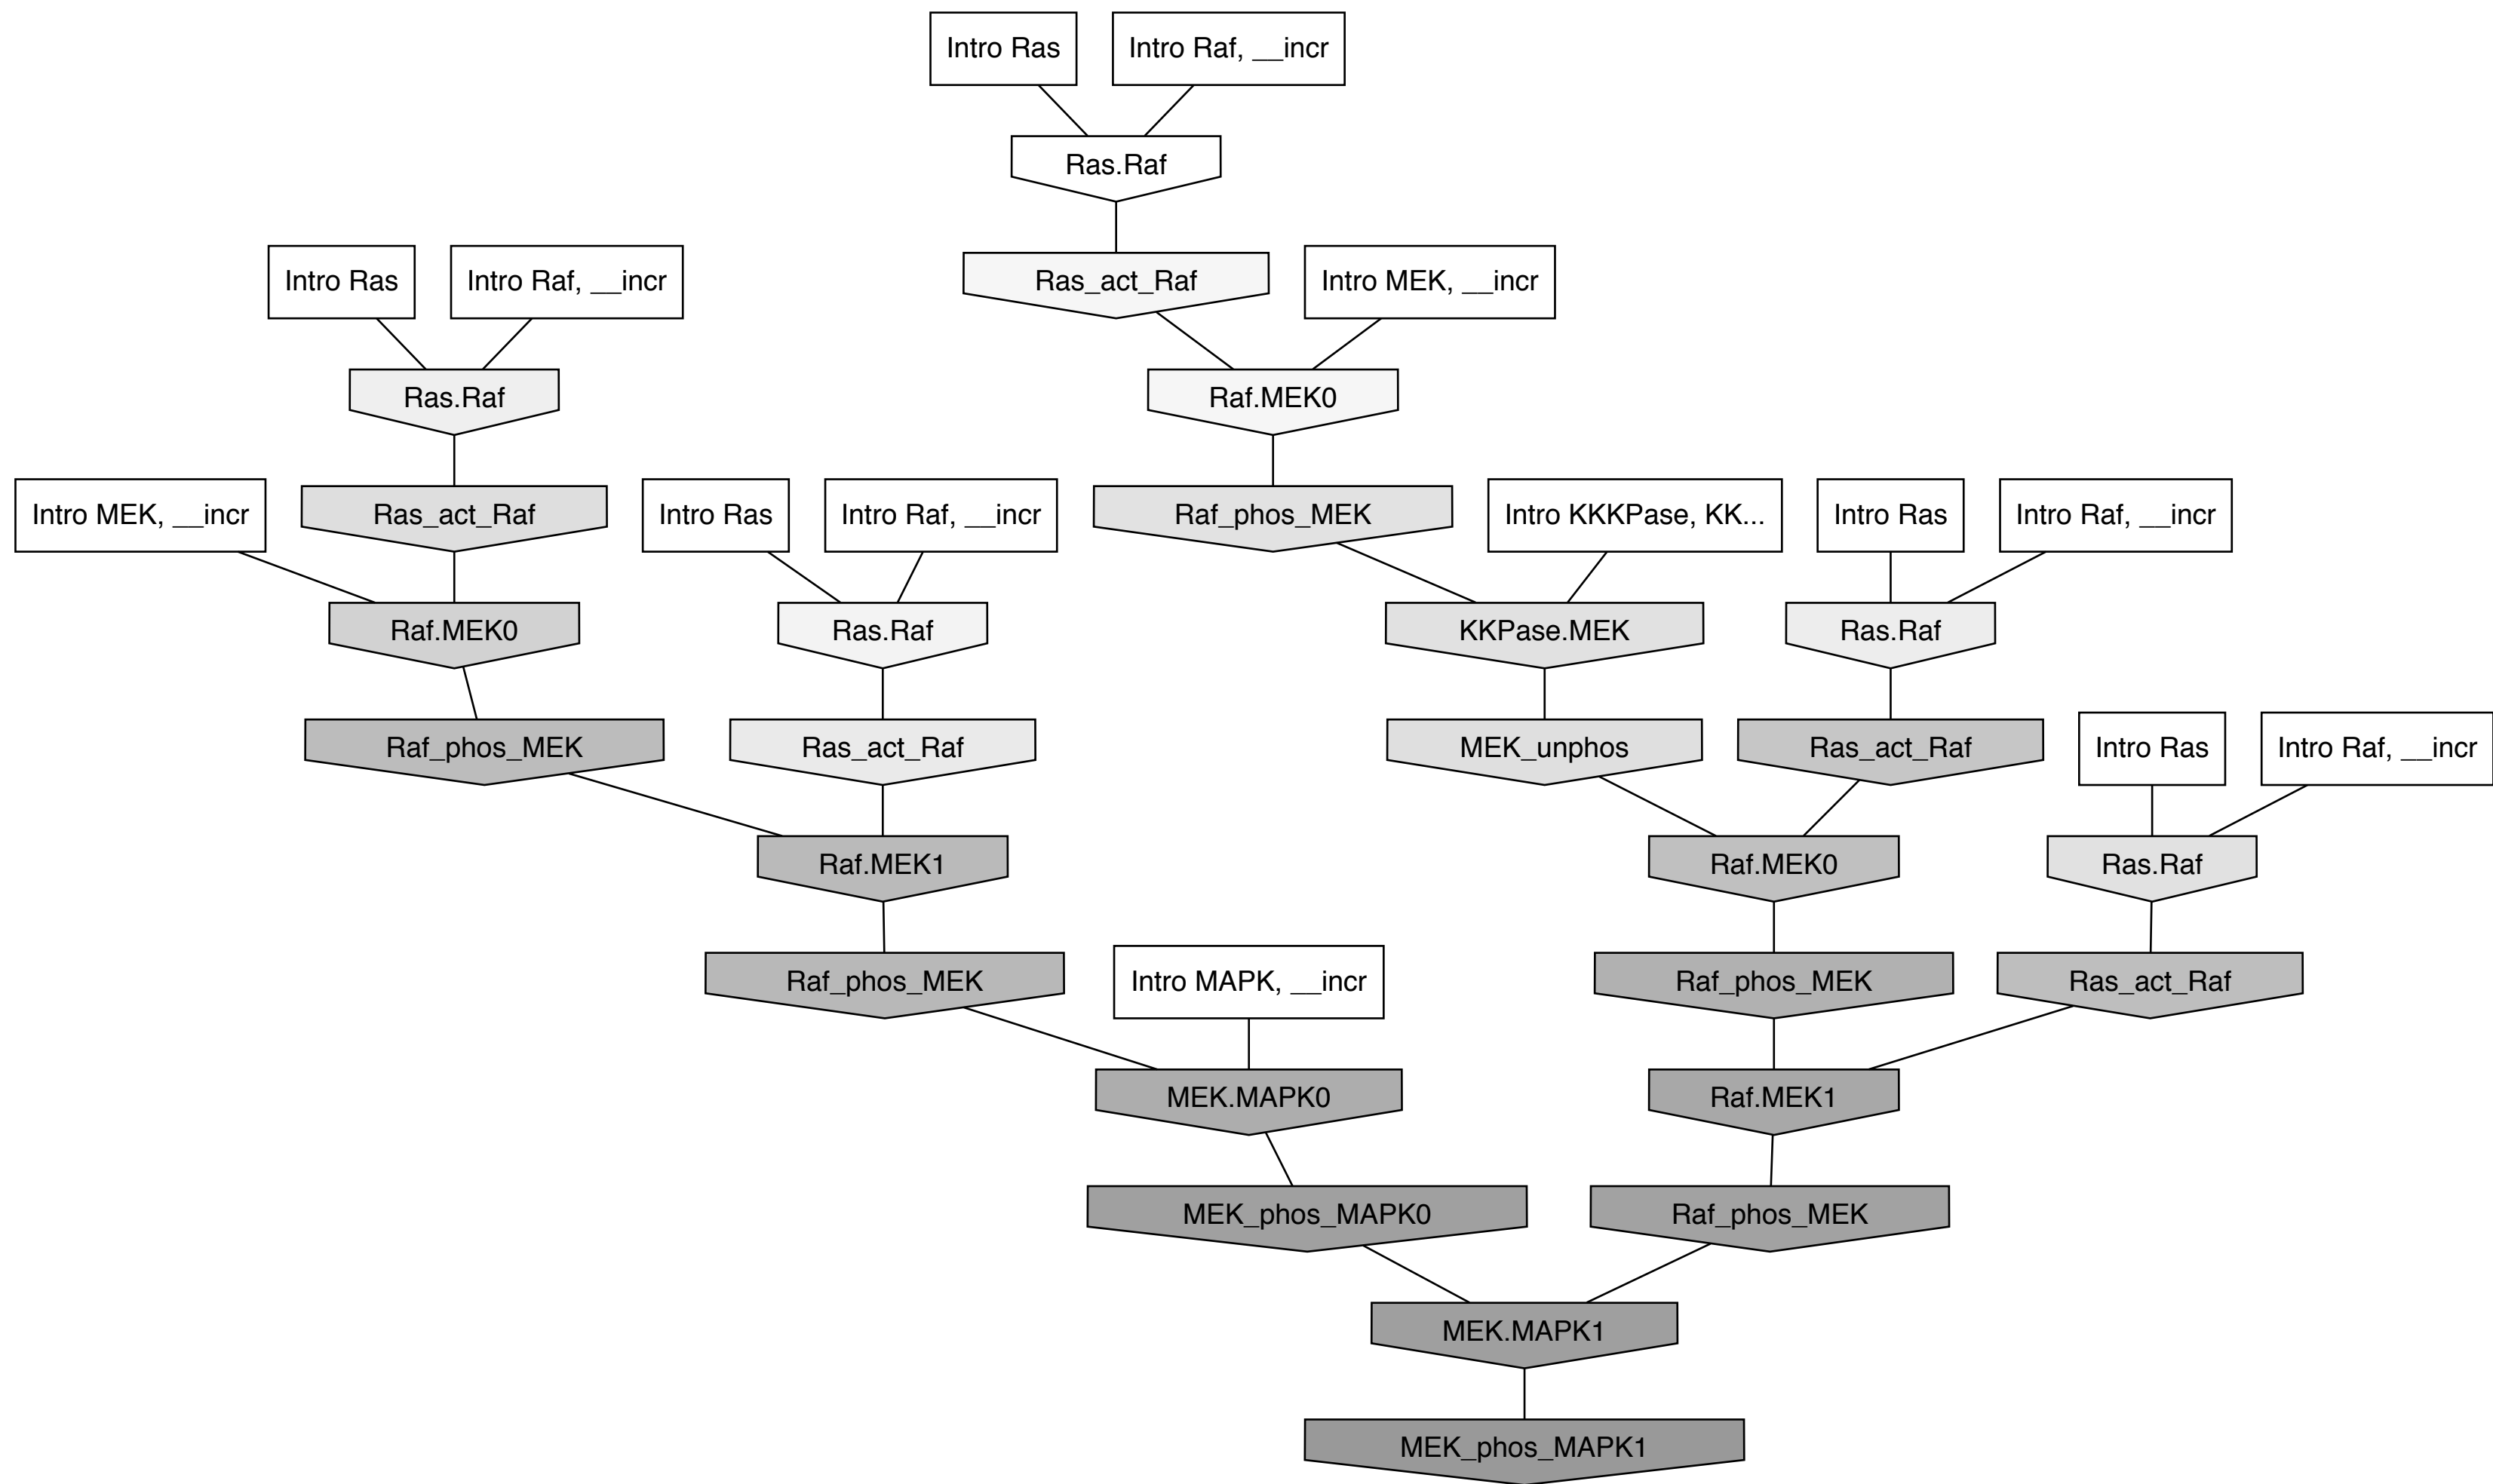 Intro Ras
Intro Raf, __incr
Ras.Raf
Intro Ras
Intro Raf, __incr
Ras_act_Raf
Intro MEK, __incr
Ras.Raf
Raf.MEK0
Intro MEK, __incr
Ras_act_Raf
Intro Ras
Intro Raf, __incr
Raf_phos_MEK
Intro KKKPase, KK...
Intro Ras
Intro Raf, __incr
Raf.MEK0
Ras.Raf
KKPase.MEK
Ras.Raf
Raf_phos_MEK
Ras_act_Raf
MEK_unphos
Ras_act_Raf
Intro Ras
Intro Raf, __incr
Raf.MEK1
Raf.MEK0
Ras.Raf
Raf_phos_MEK
Intro MAPK, __incr
Raf_phos_MEK
Ras_act_Raf
MEK.MAPK0
Raf.MEK1
MEK_phos_MAPK0
Raf_phos_MEK
MEK.MAPK1
MEK_phos_MAPK1